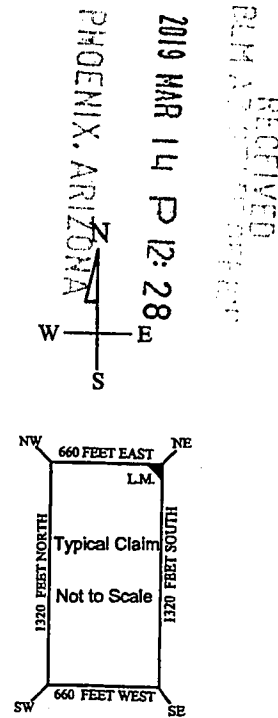 RECEIVED
2019 MAR 14 P 12: 28
PHOENIX, ARIZONA
N
W E
S
NW 660 FEET EAST NE
L.M.
1320 FEET NORTH
Typical Claim
Not to Scale
1320 FEET SOUTH
SW 660 FEET WEST SE